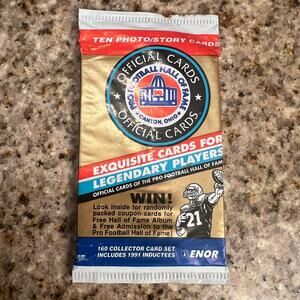 TEN PHOTO/STORY CARDS
OFFICIAL CARDS
PRO FOOTBALL HALL OF FAME
CANTON, OHIO
OFFICIAL CARDS
EXQUISITE CARDS FOR
LEGENDARY PLAYERS
OFFICIAL CARDS OF THE PRO FOOTBALL HALL OF FAME
WIN!
Look Inside for randomly
packed coupon-cards for
Free Hall of Fame Album
& Free Admission to the
Pro Football Hall of Fame!
21
160 COLLECTOR CARD SET
INCLUDES 1991 INDUCTEES
ENOR